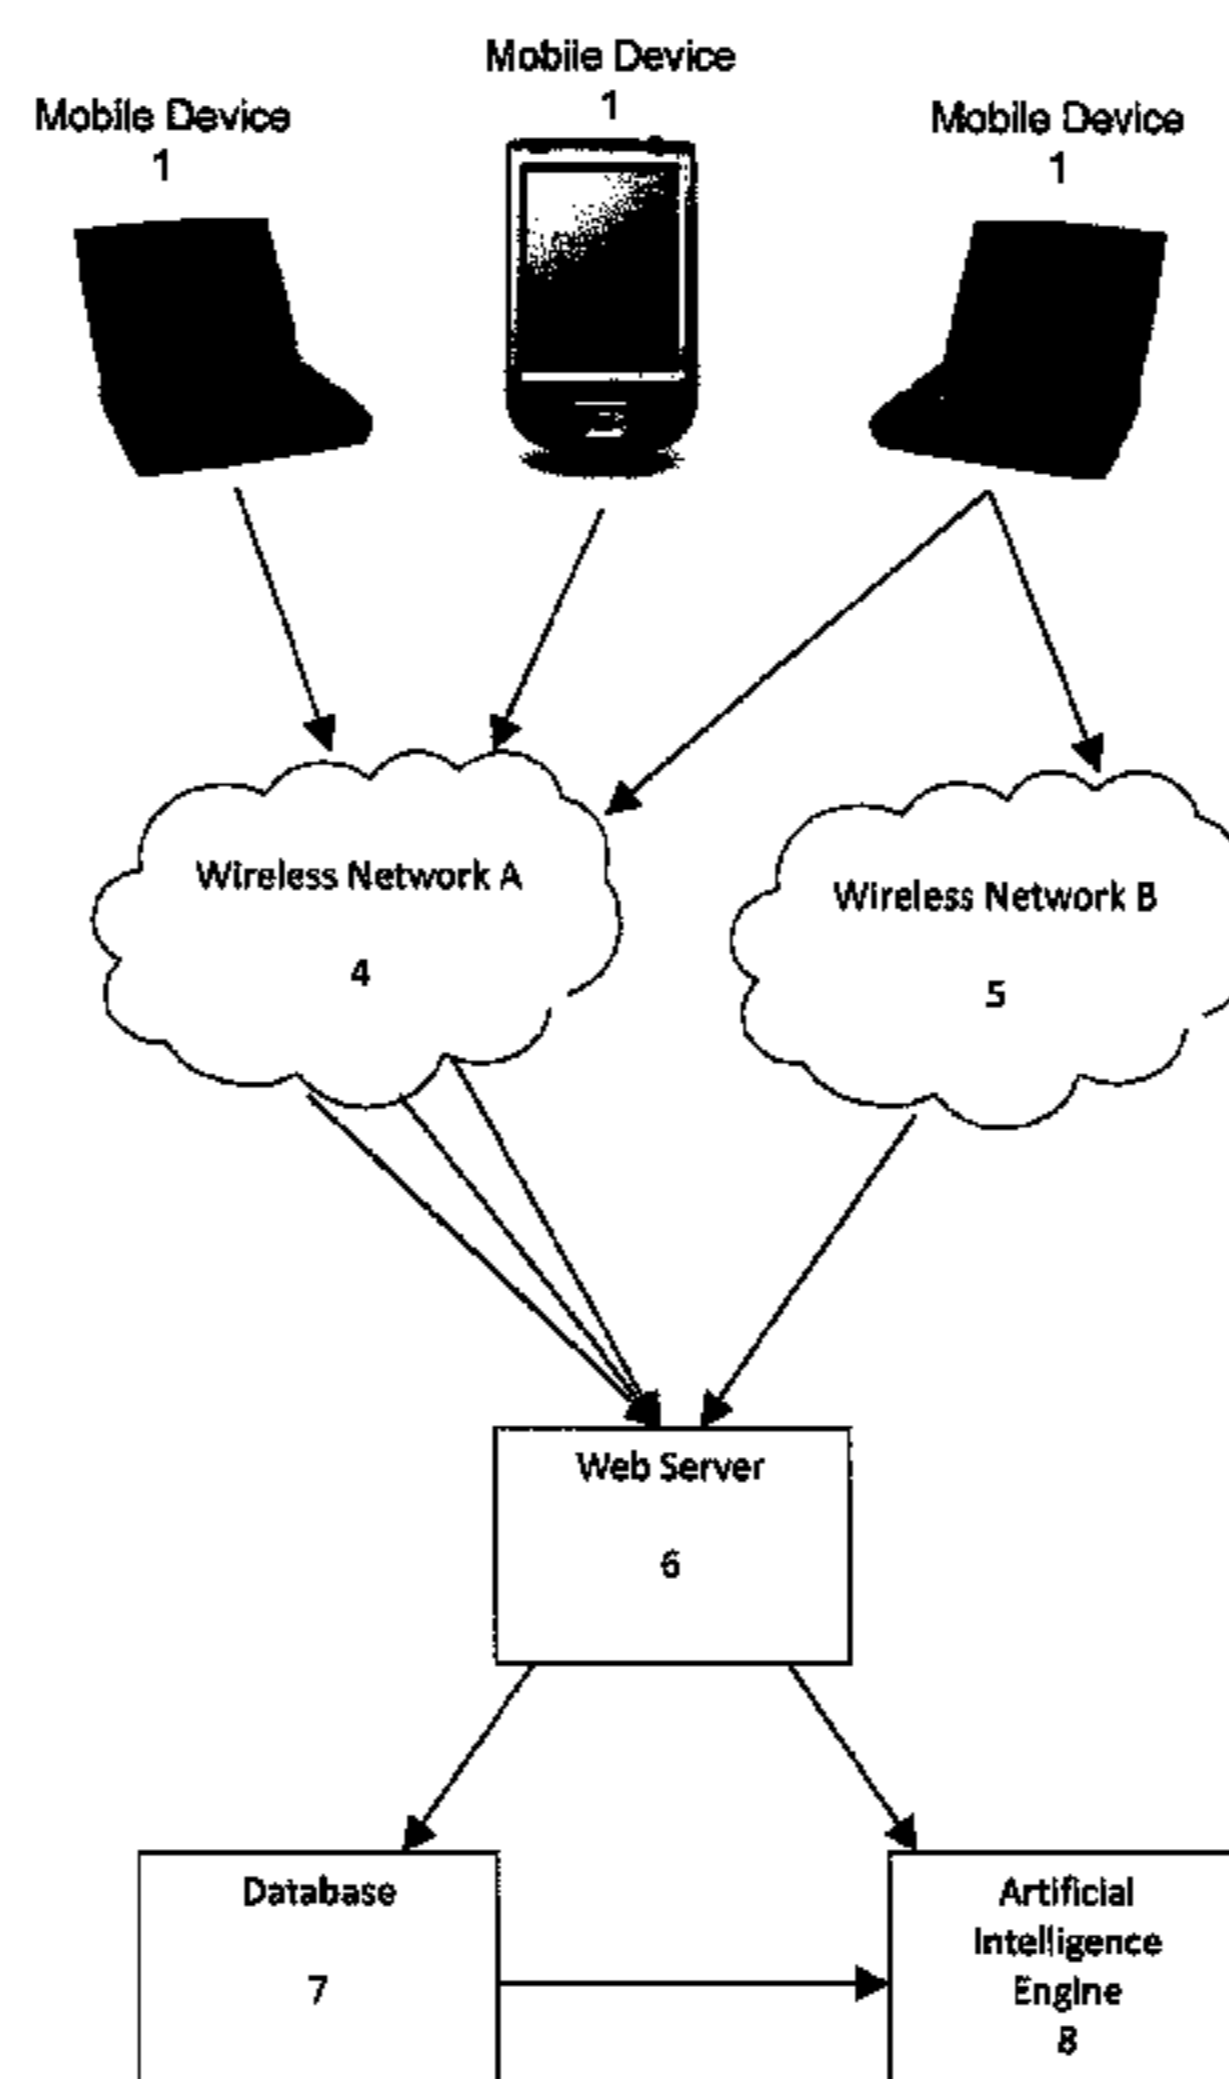 Mobile Device
1
Mobile Device
1
Mobile Device
1
Wireless Network A
4
Wireless Network B
5
Web Server
6
Database
7
Artificial
Intelligence
Engine
8